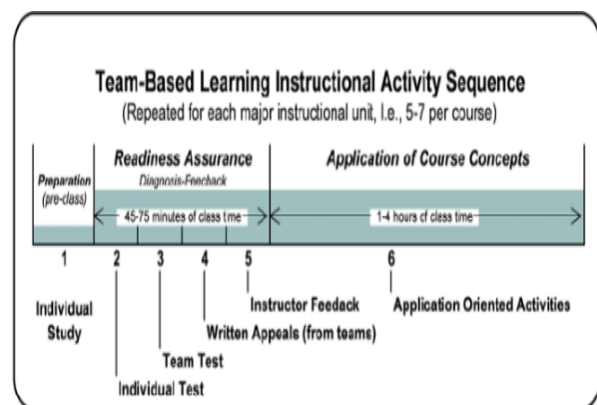 Team-Based Learning Instructional Activity Sequence
(Repeated for each major instructional unit, I.e., 5-7 per course)
Preparation
(pre-class)
Readiness Assurance
Diagnosis-Feedback
Application of Course Concepts
45-75 minutes of class time
1-4 hours of class time
1
2
3
4
5
6
Individual
Study
Instructor Feedack
Application Oriented Activities
Written Appeals (from teams)
Team Test
Individual Test